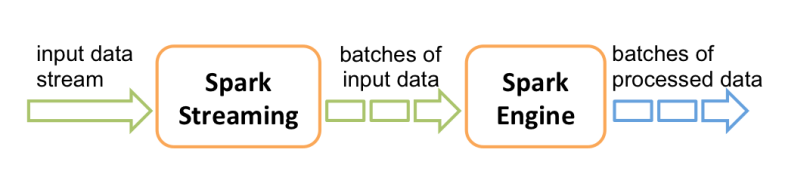 input data
stream
Spark
Streaming
batches of
input data
Spark
Engine
batches of
processed data